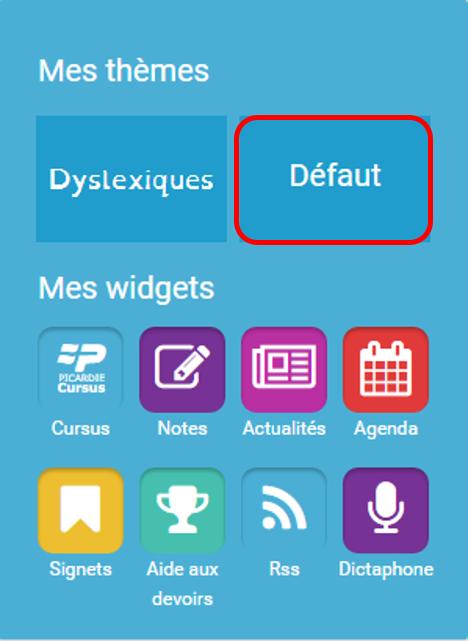 Mes thèmes
Dyslexiques
Défaut
Mes widgets
PICARDIE
Cursus
Cursus
Notes
Actualités
Agenda
Signets
Aide aux
devoirs
Rss
Dictaphone